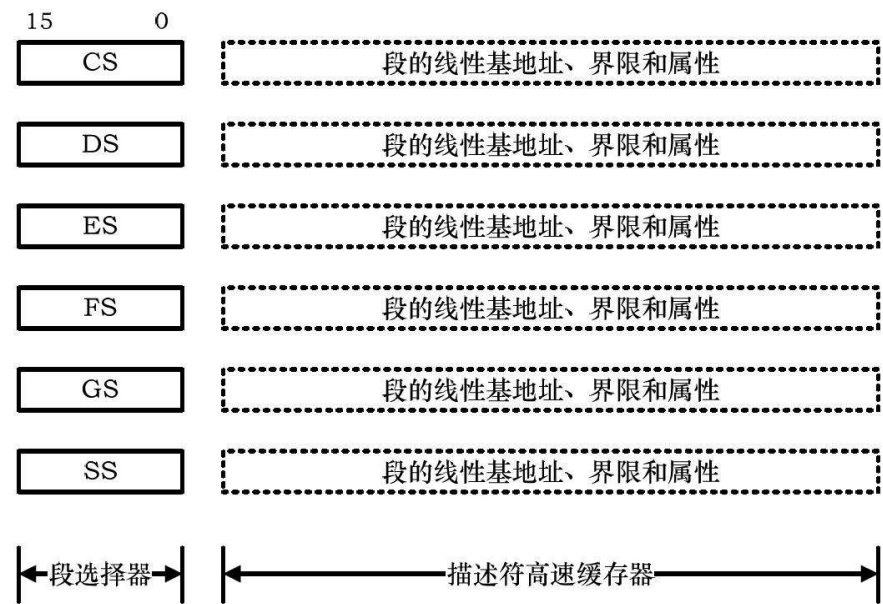 15 0
CS 段的线性基地址、界限和属性
DS 段的线性基地址、界限和属性
ES 段的线性基地址、界限和属性
FS 段的线性基地址、界限和属性
GS 段的线性基地址、界限和属性
SS 段的线性基地址、界限和属性
段选择器 描述符高速缓存器